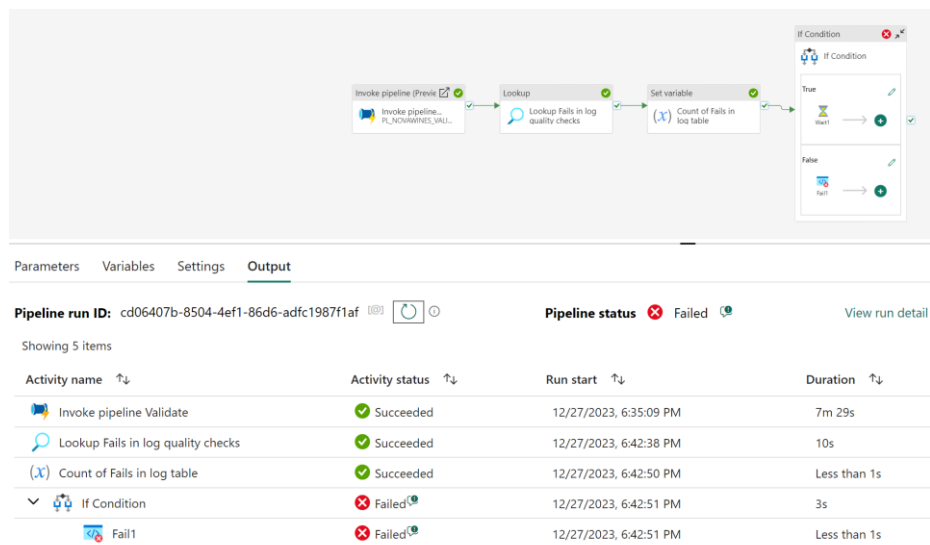 If Condition
Invoke pipeline (Previe
Lookup
Set variable
If Condition
Invoke pipeline...
PL_NOVAWINES_VALI...
Lookup Fails in log
quality checks
(x)
Count of Fails in
log table
True
Wait1
False
Fail1
Parameters Variables Settings Output
Pipeline run ID: cd06407b-8504-4ef1-86d6-adfc1987f1af Pipeline status Failed View run detail
Showing 5 items
Activity name Activity status Run start Duration
Invoke pipeline Validate Succeeded 12/27/2023, 6:35:09 PM 7m 29s
Lookup Fails in log quality checks Succeeded 12/27/2023, 6:42:38 PM 10s
(x) Count of Fails in log table Succeeded 12/27/2023, 6:42:50 PM Less than 1s
If Condition Failed 12/27/2023, 6:42:51 PM 3s
Fail1 Failed 12/27/2023, 6:42:51 PM Less than 1s